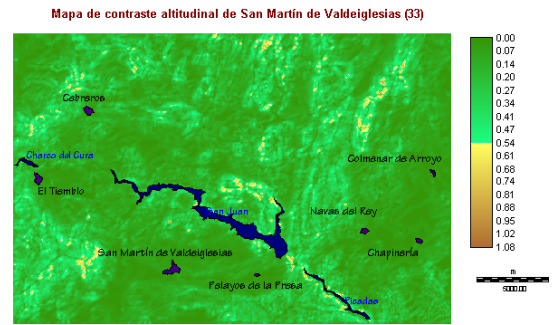 Mapa de contraste altitudinal de San Martín de Valdeiglesias (33)
Cebreros
Charco del Cura
El Tiemblo
San Juan
Colmenar de Arroyo
Navas del Rey
Chapinería
San Martín de Valdeiglesias
Pelayos de la Presa
Picadas
0.00
0.07
0.14
0.20
0.27
0.34
0.41
0.47
0.54
0.61
0.68
0.74
0.81
0.88
0.95
1.02
1.08
m
5000.00